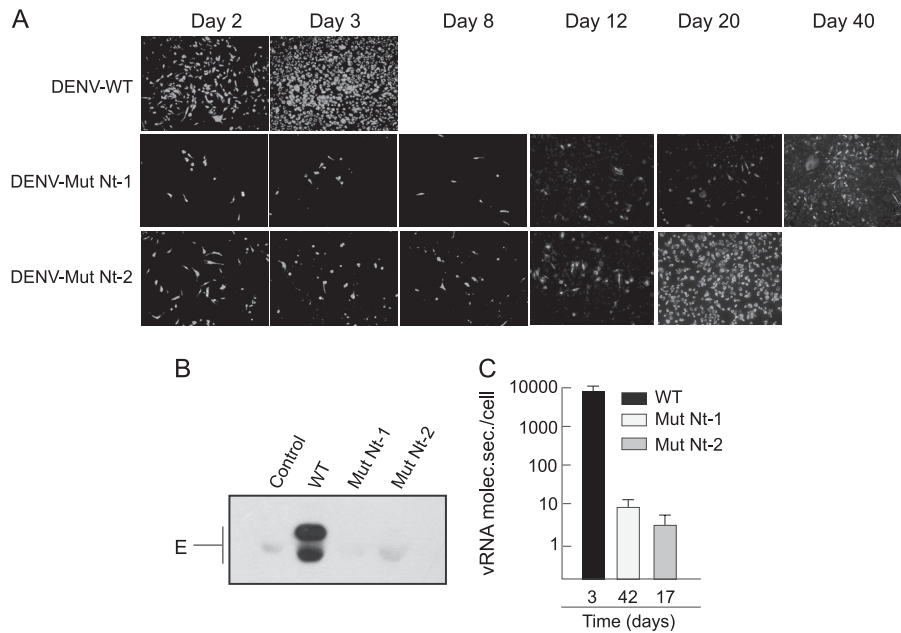 A
Day 2 Day 3 Day 8 Day 12 Day 20 Day 40
DENV-WT
DENV-Mut Nt-1
DENV-Mut Nt-2
B
Control WT Mut Nt-1 Mut Nt-2
E
C
vRNA molec.sec./cell
10000
1000
100
10
1
WT
Mut Nt-1
Mut Nt-2
3 42 17
Time (days)